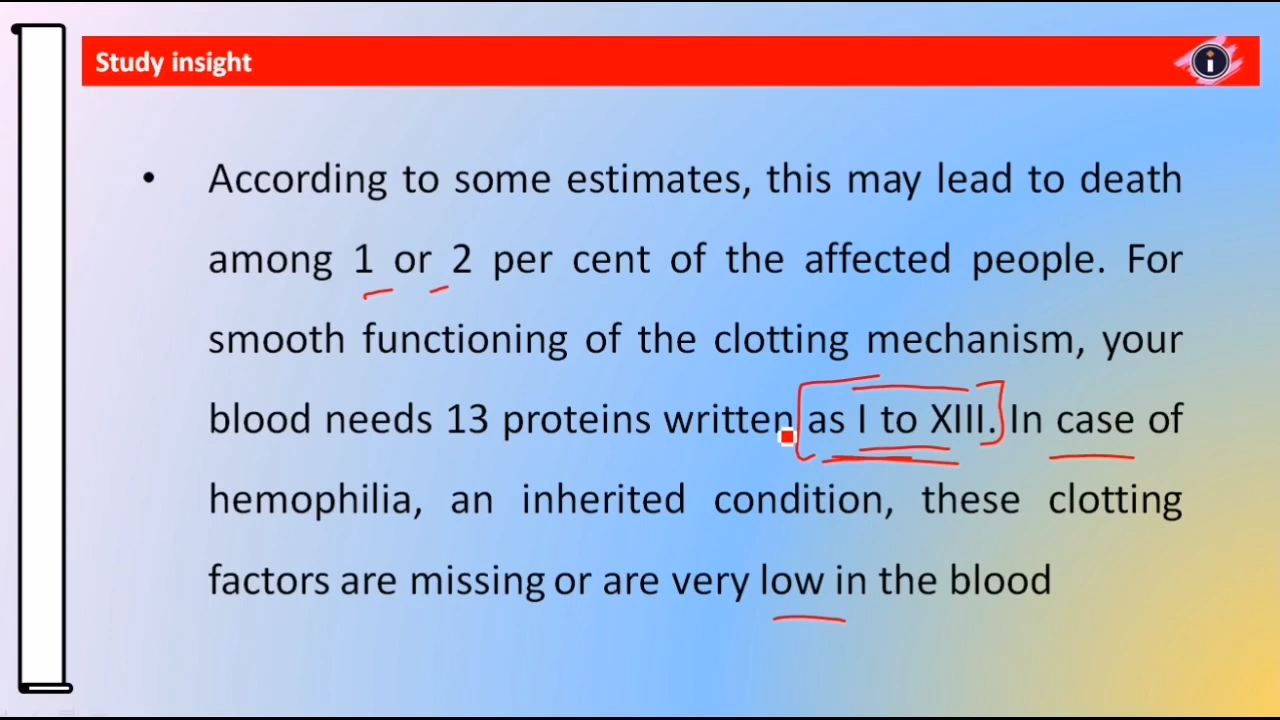 Study insight
• According to some estimates, this may lead to death
among 1 or 2 per cent of the affected people. For
smooth functioning of the clotting mechanism, your
blood needs 13 proteins written as I to XIII. In case of
hemophilia, an inherited condition, these clotting
factors are missing or are very low in the blood